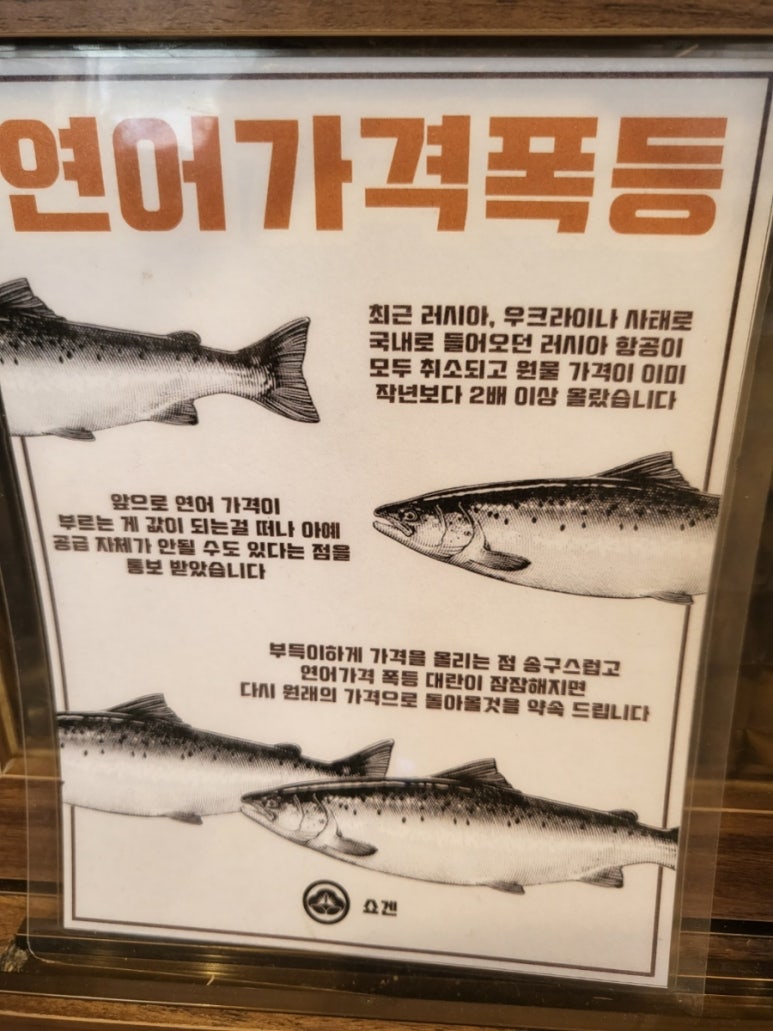 연어가격폭등
최근 러시아, 우크라이나 사태로
국내로 들어오던 러시아 항공이
모두 취소되고 원물 가격이 이미
작년보다 2배 이상 올랐습니다
앞으로 연어 가격이
부르는 게 값이 되는걸 떠나 아예
공급 자체가 안될 수도 있다는 점을
통보 받았습니다
부득이하게 가격을 올리는 점 송구스럽고
연어가격 폭등 대란이 잠잠해지면
다시 원래의 가격으로 돌아올것을 약속 드립니다
쇼겐